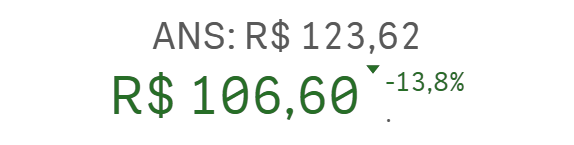 ANS: R$ 123,62
R$ 106,60 ▼ -13,8%
.